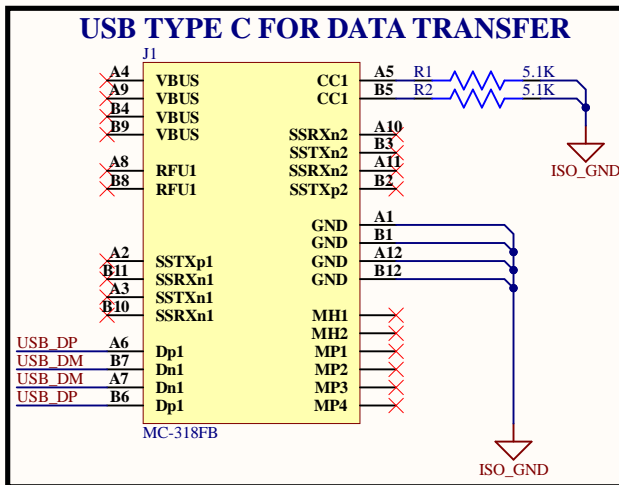 USB TYPE C FOR DATA TRANSFER
J1
A4 VBUS CC1 A5 R1 5.1K
A9 VBUS CC1 B5 R2 5.1K
B4 VBUS
B9 VBUS SSRXn2 A10
SSTXn2 B3
A8 RFU1 SSRXn2 A11
B8 RFU1 SSTXp2 B2
ISO_GND
GND A1
GND B1
A2 SSTXp1 GND A12
B11 SSRXn1 GND B12
A3 SSTXn1
B10 SSRXn1 MH1
MH2
USB_DP A6 Dp1 MP1
USB_DM B7 Dn1 MP2
USB_DM A7 Dn1 MP3
USB_DP B6 Dp1 MP4
MC-318FB
ISO_GND